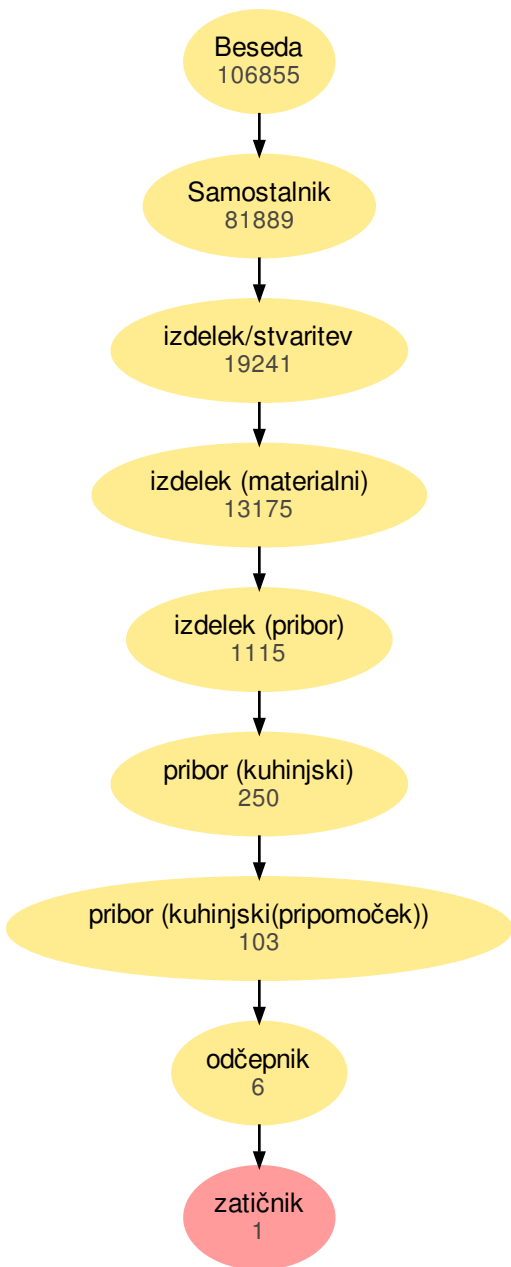 Beseda
106855
Samostalnik
81889
izdelek/stvaritev
19241
izdelek (materialni)
13175
izdelek (pribor)
1115
pribor (kuhinjski)
250
pribor (kuhinjski(pripomoček))
103
odčepnik
6
zatičnik
1